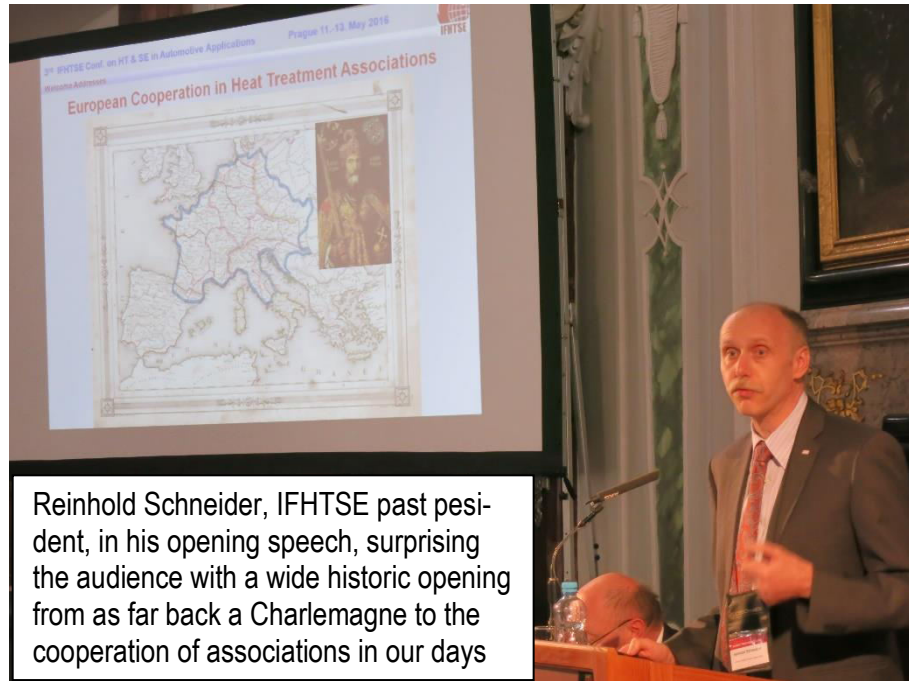 3rd IFHTSE Conf. on HT & SE in Automotive Applications
Prague 11.-13. May 2016
IFHTSE
Welcome Addresses
European Cooperation in Heat Treatment Associations
Reinhold Schneider, IFHTSE past pesi-
dent, in his opening speech, surprising
the audience with a wide historic opening
from as far back a Charlemagne to the
cooperation of associations in our days